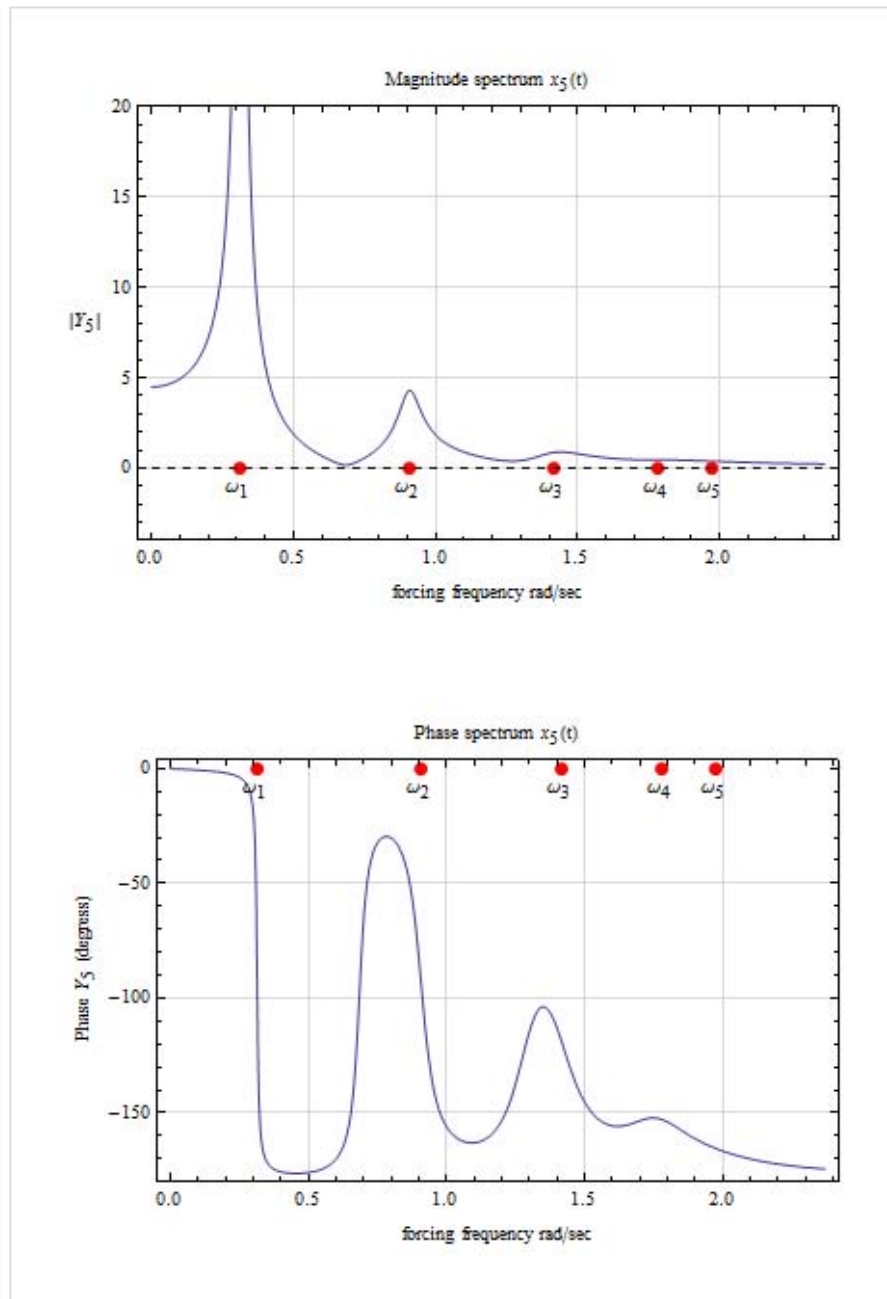 Magnitude spectrum x5(t)
20
15
10
|Y5|
5
0
ω1 ω2 ω3 ω4 ω5
0.0 0.5 1.0 1.5 2.0
forcing frequency rad/sec
Phase spectrum x5(t)
0
ω1 ω2 ω3 ω4 ω5
−50
Phase Y5 (degress)
−100
−150
0.0 0.5 1.0 1.5 2.0
forcing frequency rad/sec